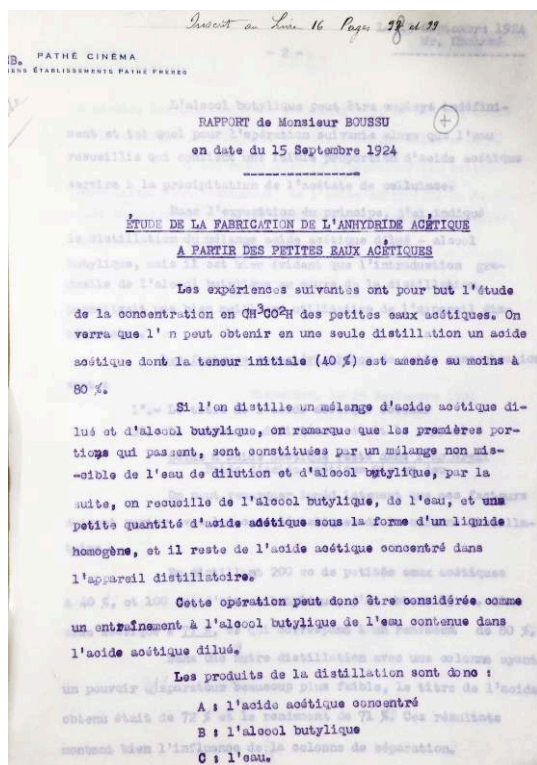 Inscrit au Livre 16 Pages 98 et 99
PATHÉ CINÉMA
ÉTABLISSEMENTS PATHÉ FRÈRES
RAPPORT de Monsieur BOUSSU
en date du 15 Septembre 1924
ÉTUDE DE LA FABRICATION DE L'ANHYDRIDE ACÉTIQUE
A PARTIR DES PETITES EAUX ACÉTIQUES
Les expériences suivantes ont pour but l'étude
de la concentration en CH³CO²H des petites eaux acétiques. On
verra que l' n peut obtenir en une seule distillation un acide
acétique dont la teneur initiale (40 %) est amenée au moins à
80 %.
Si l'on distille un mélange d'acide acétique di-
lué et d'alcool butylique, on remarque que les premières por-
tions qui passent, sont constituées par un mélange non mis-
-cible de l'eau de dilution et d'alcool butylique, par la
suite, on recueille de l'alcool butylique, de l'eau, et une
petite quantité d'acide acétique sous la forme d'un liquide
homogène, et il reste de l'acide acétique concentré dans
l'appareil distillatoire.
Cette opération peut donc être considérée comme
un entraînement à l'alcool butylique de l'eau contenue dans
l'acide acétique dilué.
Les produits de la distillation sont donc :
A : l'acide acétique concentré
B : l'alcool butylique
C : l'eau.